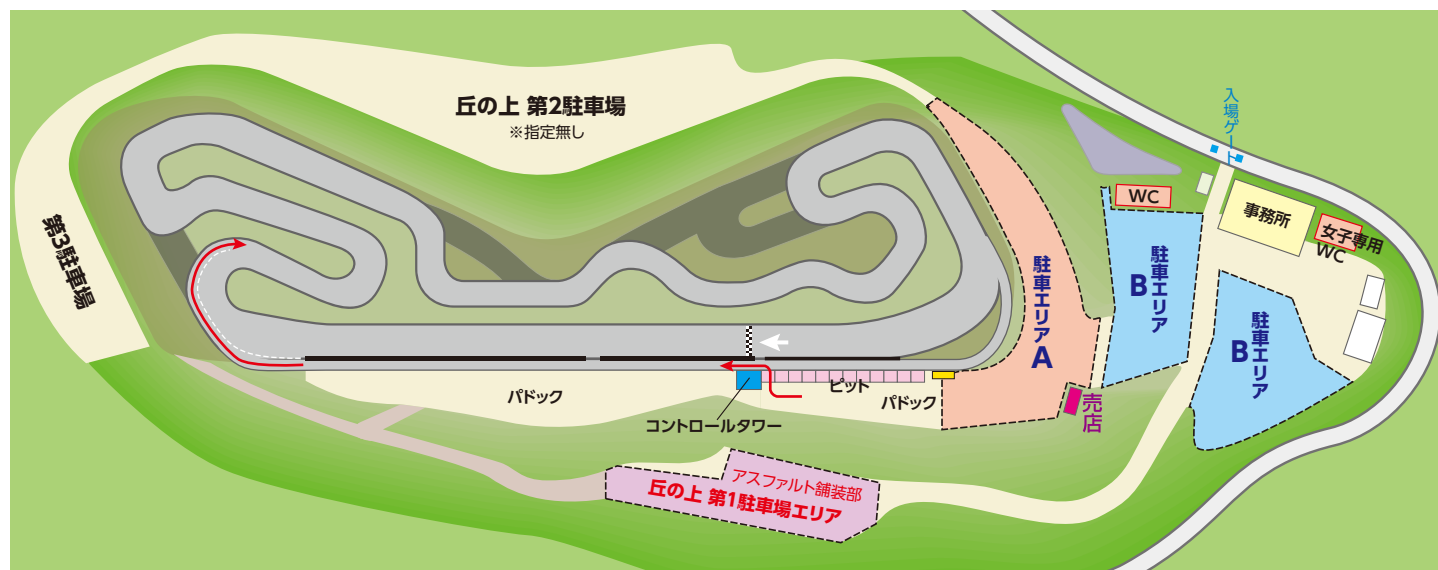 丘の上 第2駐車場
※指定無し
入場ゲート
WC
事務所
女子専用
WC
第3駐車場
駐車エリア
A
駐車エリア
B
駐車エリア
B
パドック
ピット
パドック
売店
コントロールタワー
アスファルト舗装部
丘の上 第1駐車場エリア